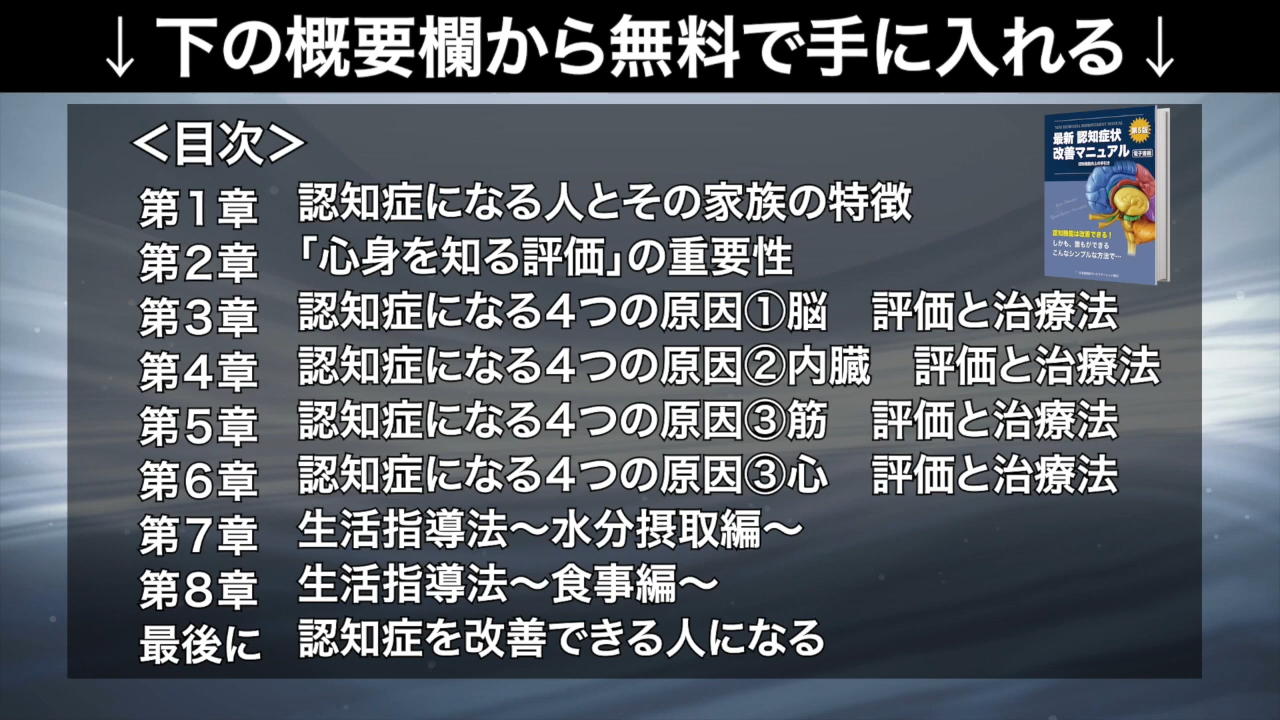 ↓下の概要欄から無料で手に入れる↓
＜目次＞
第1章 認知症になる人とその家族の特徴
第2章 「心身を知る評価」の重要性
第3章 認知症になる4つの原因①脳 評価と治療法
第4章 認知症になる4つの原因②内臓 評価と治療法
第5章 認知症になる4つの原因③筋 評価と治療法
第6章 認知症になる4つの原因③心 評価と治療法
第7章 生活指導法～水分摂取編～
第8章 生活指導法～食事編～
最後に 認知症を改善できる人になる
最新 認知症状
改善マニュアル
第5版
電子書籍
認知機能は改善できる！
しかも、誰もができる
こんなシンプルな方法で…